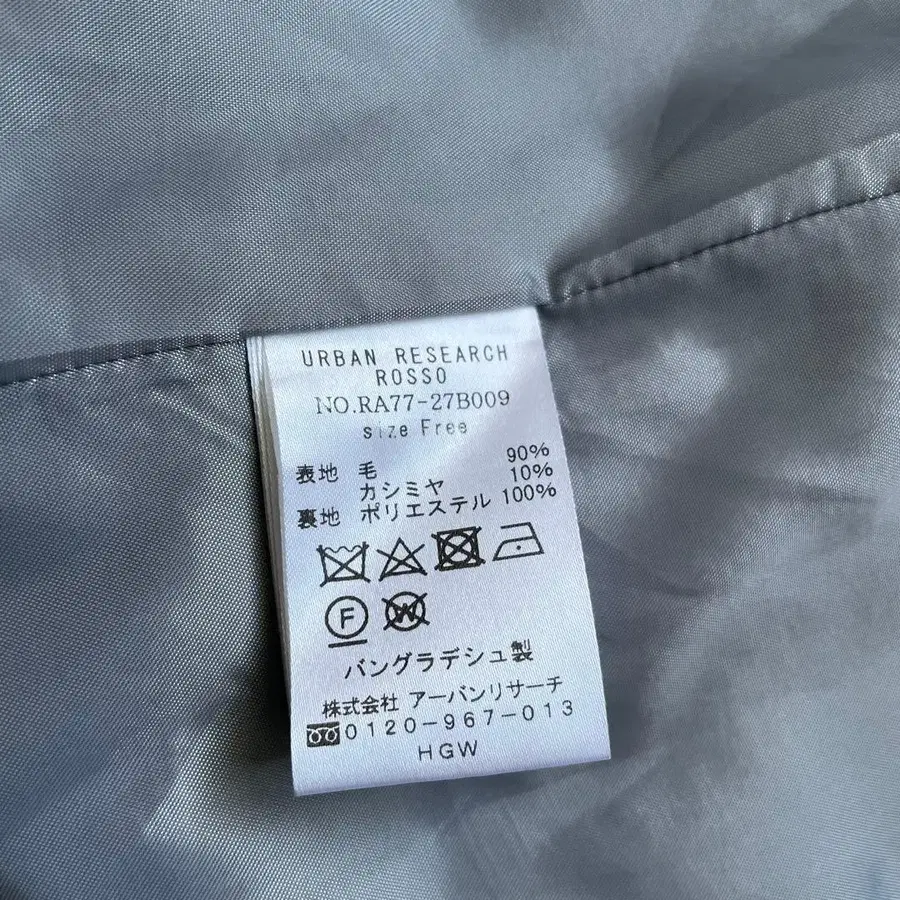 URBAN RESEARCH
ROSSO
NO.RA77-27B009
size Free
表地 毛 90%
カシミヤ 10%
裏地 ポリエステル 100%
F W
バングラデシュ製
株式会社 アーバンリサーチ
0120-967-013
HGW